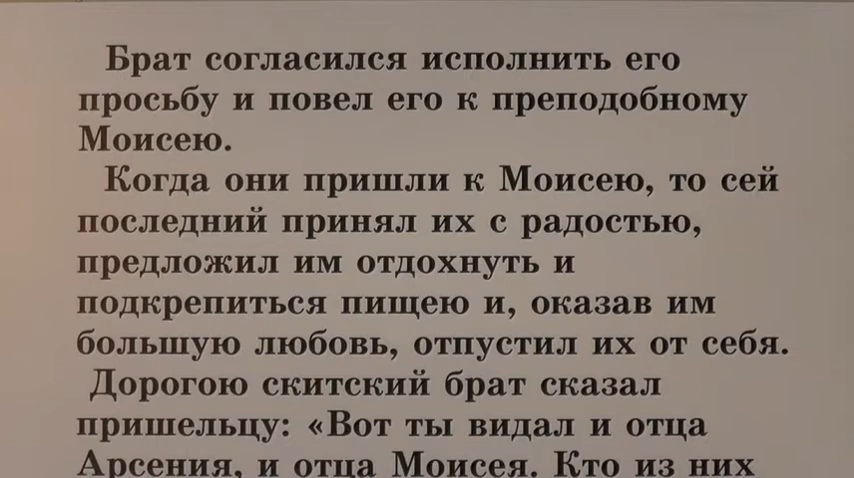 Брат согласился исполнить его
просьбу и повел его к преподобному
Моисею.
Когда они пришли к Моисею, то сей
последний принял их с радостью,
предложил им отдохнуть и
подкрепиться пищею и, оказав им
большую любовь, отпустил их от себя.
Дорогою скитский брат сказал
пришельцу: «Вот ты видал и отца
Арсения, и отца Моисея. Кто из них